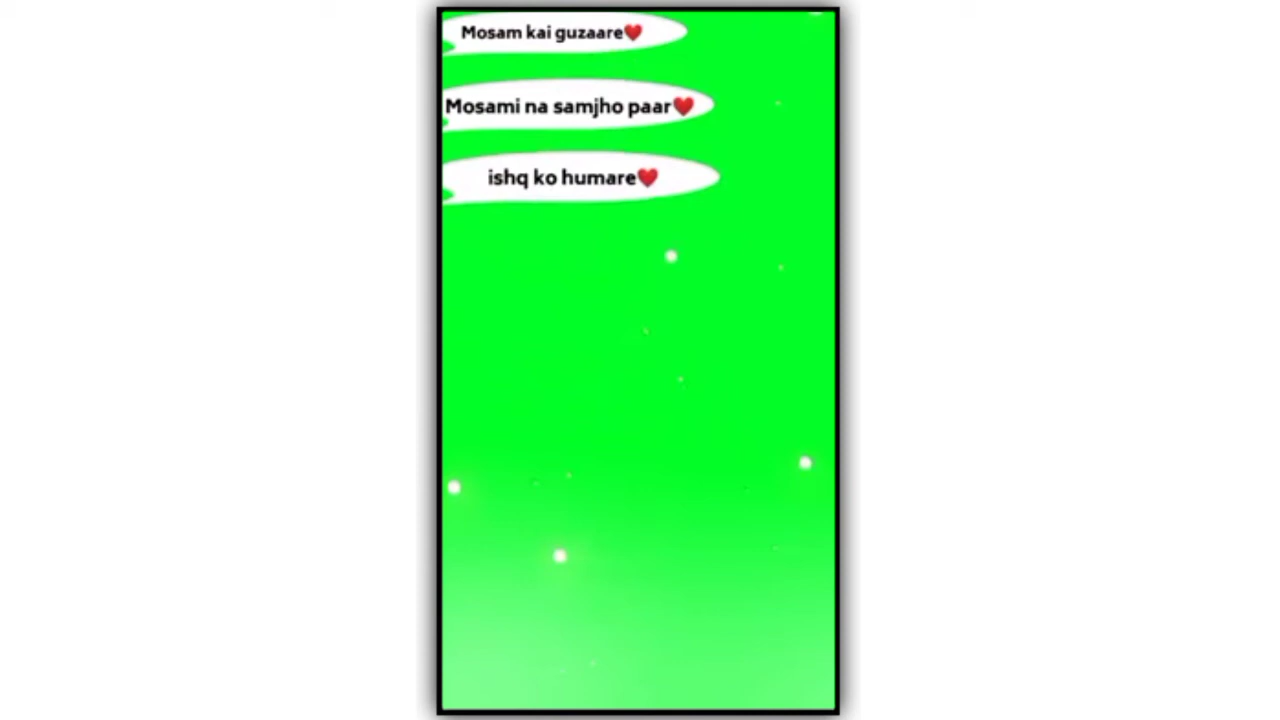 Mosam kai guzaare❤️
Mosami na samjho paar❤️
ishq ko humare❤️